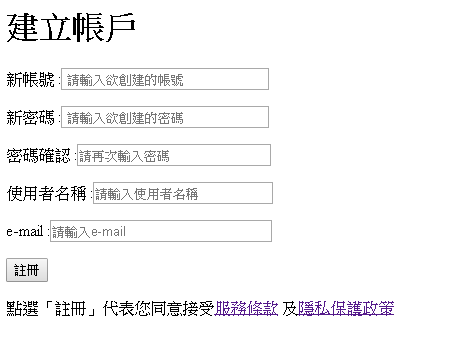 建立帳戶
新帳號 : 請輸入欲創建的帳號
新密碼 : 請輸入欲創建的密碼
密碼確認 : 請再次輸入密碼
使用者名稱 : 請輸入使用者名稱
e-mail : 請輸入e-mail
註冊
點選「註冊」代表您同意接受服務條款 及隱私保護政策